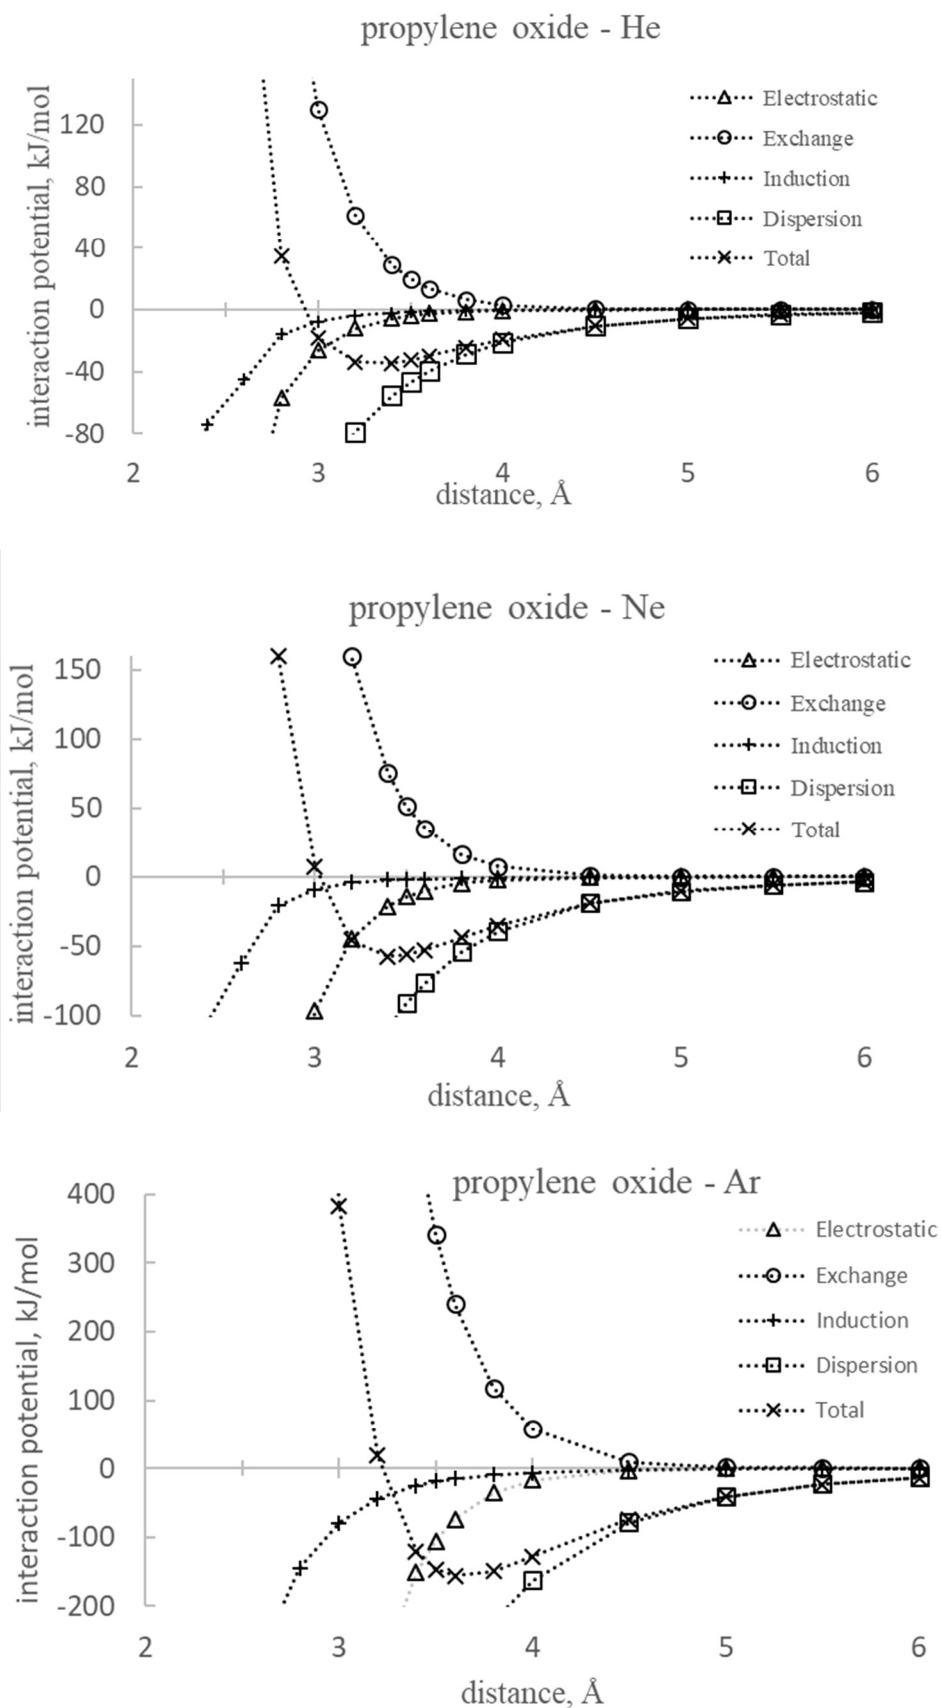 propylene oxide - He
interaction potential, kJ/mol
120
80
40
0
-40
-80
2 3 4 5 6
distance, Å
Electrostatic
Exchange
Induction
Dispersion
Total
propylene oxide - Ne
interaction potential, kJ/mol
150
100
50
0
-50
-100
2 3 4 5 6
distance, Å
Electrostatic
Exchange
Induction
Dispersion
Total
propylene oxide - Ar
interaction potential, kJ/mol
400
300
200
100
0
-100
-200
2 3 4 5 6
distance, Å
Electrostatic
Exchange
Induction
Dispersion
Total